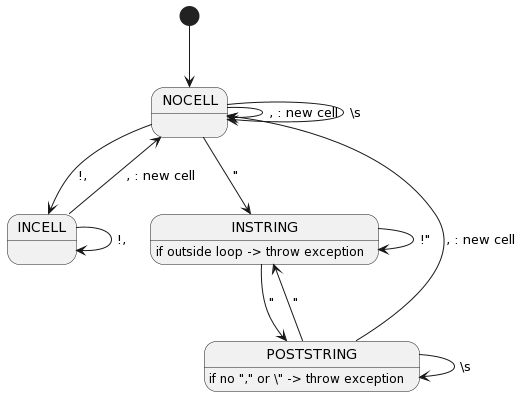 NOCELL
, : new cell
\s
!,
, : new cell
"
INCELL
!,
INSTRING
if outside loop -> throw exception
!"
, : new cell
"
"
POSTSTRING
if no "," or \" -> throw exception
\s